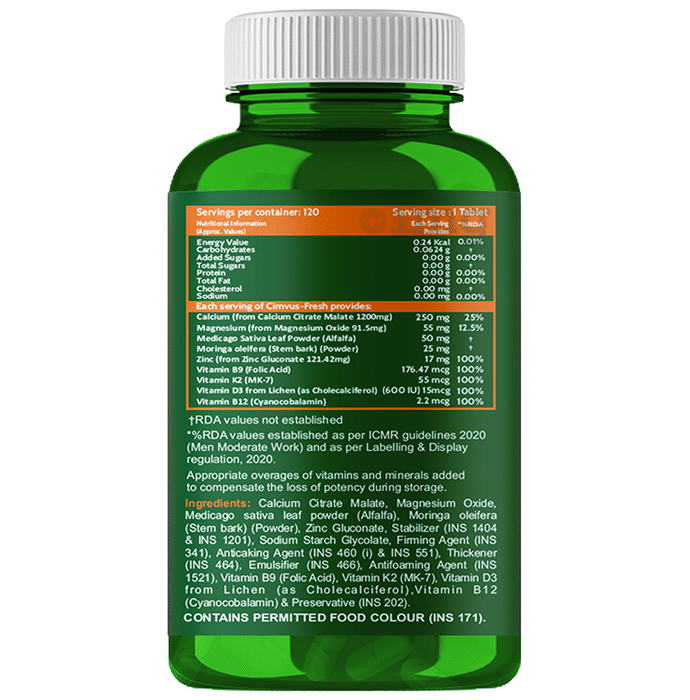 Servings per container: 120 Serving size : 1 Tablet
Nutritional Information Each Serving *%RDA
(Approx. Values) Provides
Energy Value 0.24 Kcal 0.01%
Carbohydrates 0.0624 g †
Added Sugars 0.00 g 0.00%
Total Sugars 0.00 g †
Protein 0.00 g 0.00%
Total Fat 0.00 g 0.00%
Cholesterol 0.00 mg †
Sodium 0.00 mg 0.00%
Each serving of Cimvus-Fresh provides:
Calcium (from Calcium Citrate Malate 1200mg) 250 mg 25%
Magnesium (from Magnesium Oxide 91.5mg) 55 mg 12.5%
Medicago Sativa Leaf Powder (Alfalfa) 50 mg †
Moringa oleifera (Stem bark) (Powder) 25 mg †
Zinc (from Zinc Gluconate 121.42mg) 17 mg 100%
Vitamin B9 (Folic Acid) 176.47 mcg 100%
Vitamin K2 (MK-7) 55 mcg 100%
Vitamin D3 from Lichen (as Cholecalciferol) (600 IU) 15mcg 100%
Vitamin B12 (Cyanocobalamin) 2.2 mcg 100%
†RDA values not established
*%RDA values established as per ICMR guidelines 2020
(Men Moderate Work) and as per Labelling & Display
regulation, 2020.
Appropriate overages of vitamins and minerals added
to compensate the loss of potency during storage.
Ingredients: Calcium Citrate Malate, Magnesium Oxide,
Medicago sativa leaf powder (Alfalfa), Moringa oleifera
(Stem bark) (Powder), Zinc Gluconate, Stabilizer (INS 1404
& INS 1201), Sodium Starch Glycolate, Firming Agent (INS
341), Anticaking Agent (INS 460 (i) & INS 551), Thickener
(INS 464), Emulsifier (INS 466), Antifoaming Agent (INS
1521), Vitamin B9 (Folic Acid), Vitamin K2 (MK-7), Vitamin D3
from Lichen (as Cholecalciferol),Vitamin B12
(Cyanocobalamin) & Preservative (INS 202).
CONTAINS PERMITTED FOOD COLOUR (INS 171).